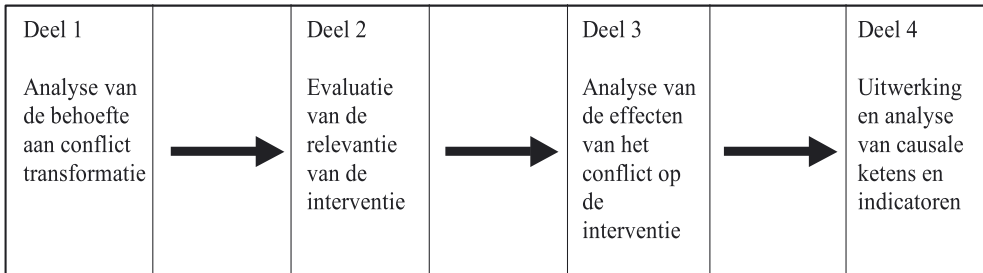 Deel 1
Analyse van
de behoefte
aan conflict
transformatie
Deel 2
Evaluatie
van de
relevantie
van de
interventie
Deel 3
Analyse van
de effecten
van het
conflict op
de
interventie
Deel 4
Uitwerking
en analyse
van causale
ketens en
indicatoren